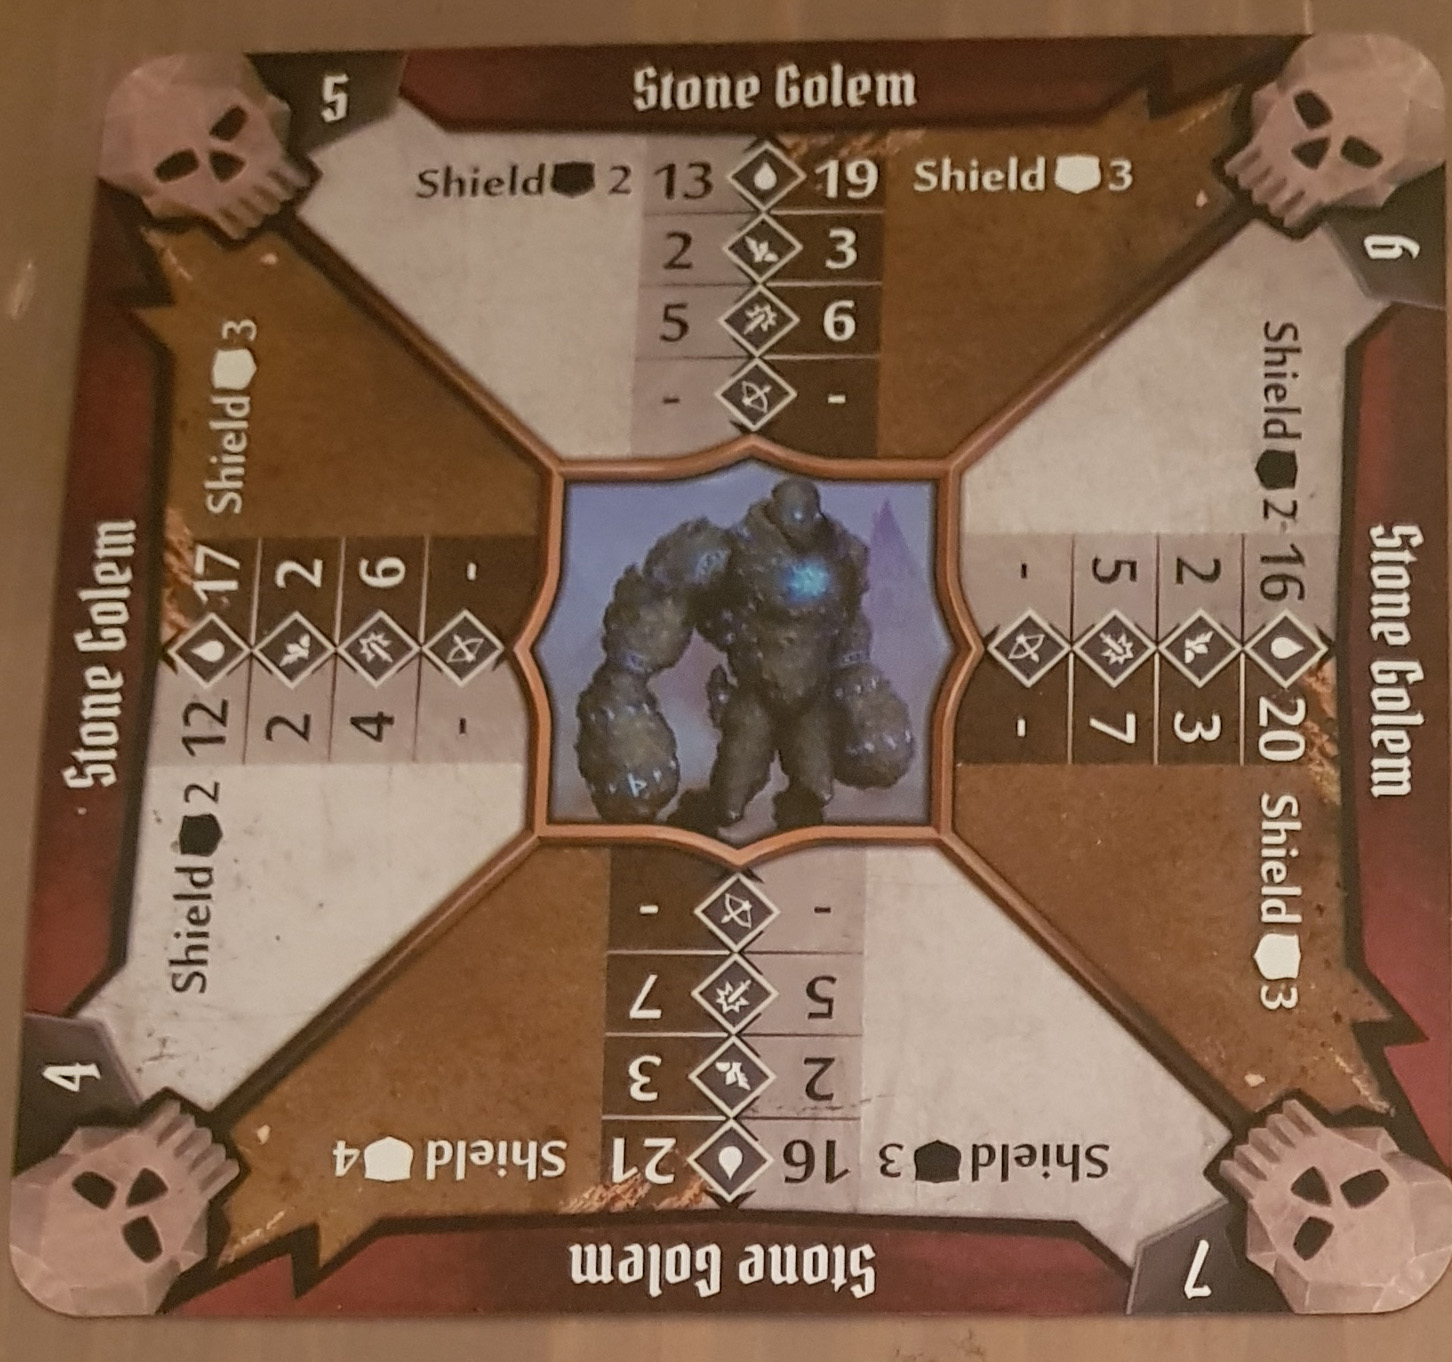 5
Stone Golem
Shield 2 13 19 Shield 3
2 3
5 6
- -
6
Stone Golem
Shield 2 16 20 Shield 3
2 3
5 7
- -
7
Stone Golem
Shield 3 16 21 Shield 4
2 3
5 7
- -
4
Stone Golem
Shield 2 12 17 Shield 3
2 2
4 6
- -